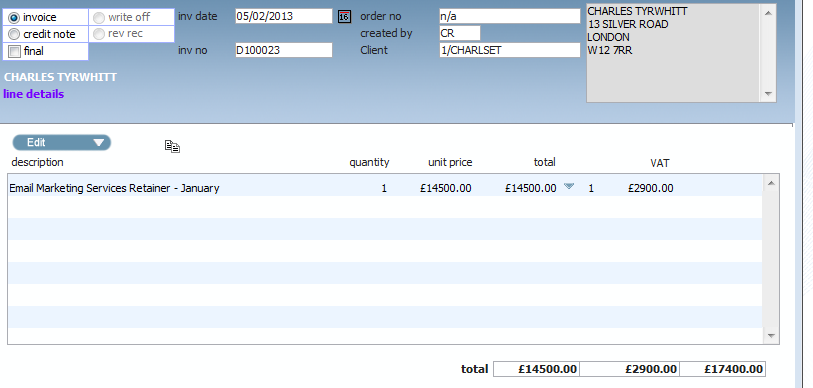 invoice write off inv date 05/02/2013 16 order no n/a CHARLES TYRWHITT
credit note rev rec created by CR 13 SILVER ROAD
final inv no D100023 Client 1/CHARLSET LONDON
W12 7RR
CHARLES TYRWHITT
line details
Edit
description quantity unit price total VAT
Email Marketing Services Retainer - January 1 £14500.00 £14500.00 1 £2900.00
total £14500.00 £2900.00 £17400.00